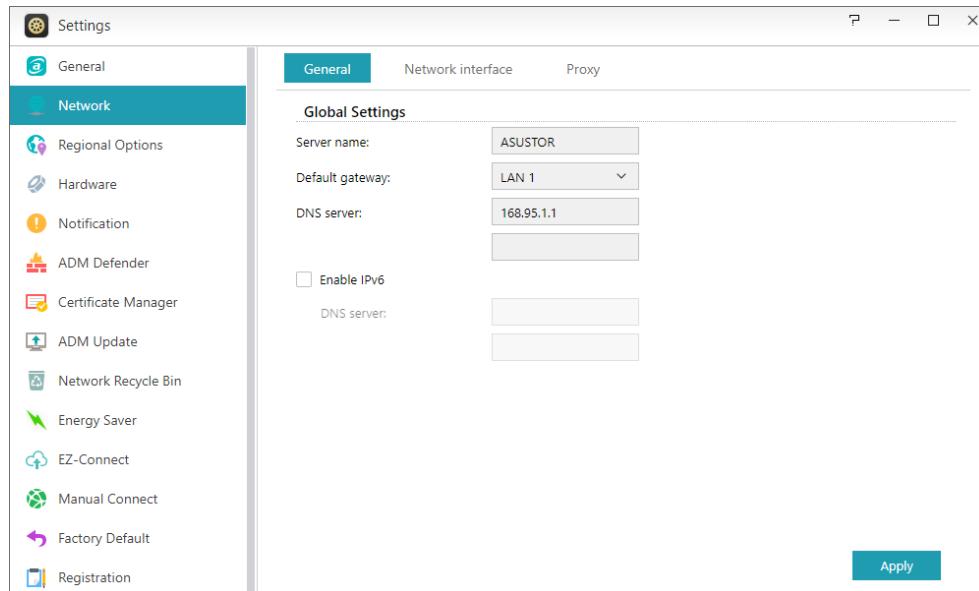 Settings
General
Network
Regional Options
Hardware
Notification
ADM Defender
Certificate Manager
ADM Update
Network Recycle Bin
Energy Saver
EZ-Connect
Manual Connect
Factory Default
Registration
General Network interface Proxy
Global Settings
Server name: ASUSTOR
Default gateway: LAN 1
DNS server: 168.95.1.1
Enable IPv6
DNS server:
Apply